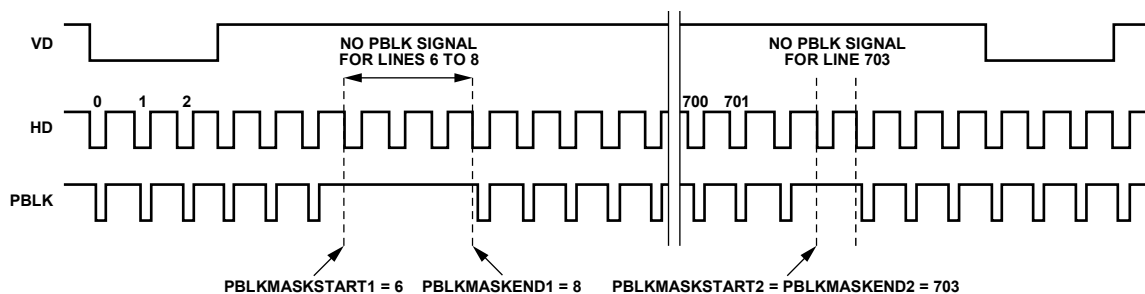 VD
NO PBLK SIGNAL
FOR LINES 6 TO 8
NO PBLK SIGNAL
FOR LINE 703
HD
0 1 2 700 701
PBLK
PBLKMASKSTART1 = 6 PBLKMASKEND1 = 8 PBLKMASKSTART2 = PBLKMASKEND2 = 703